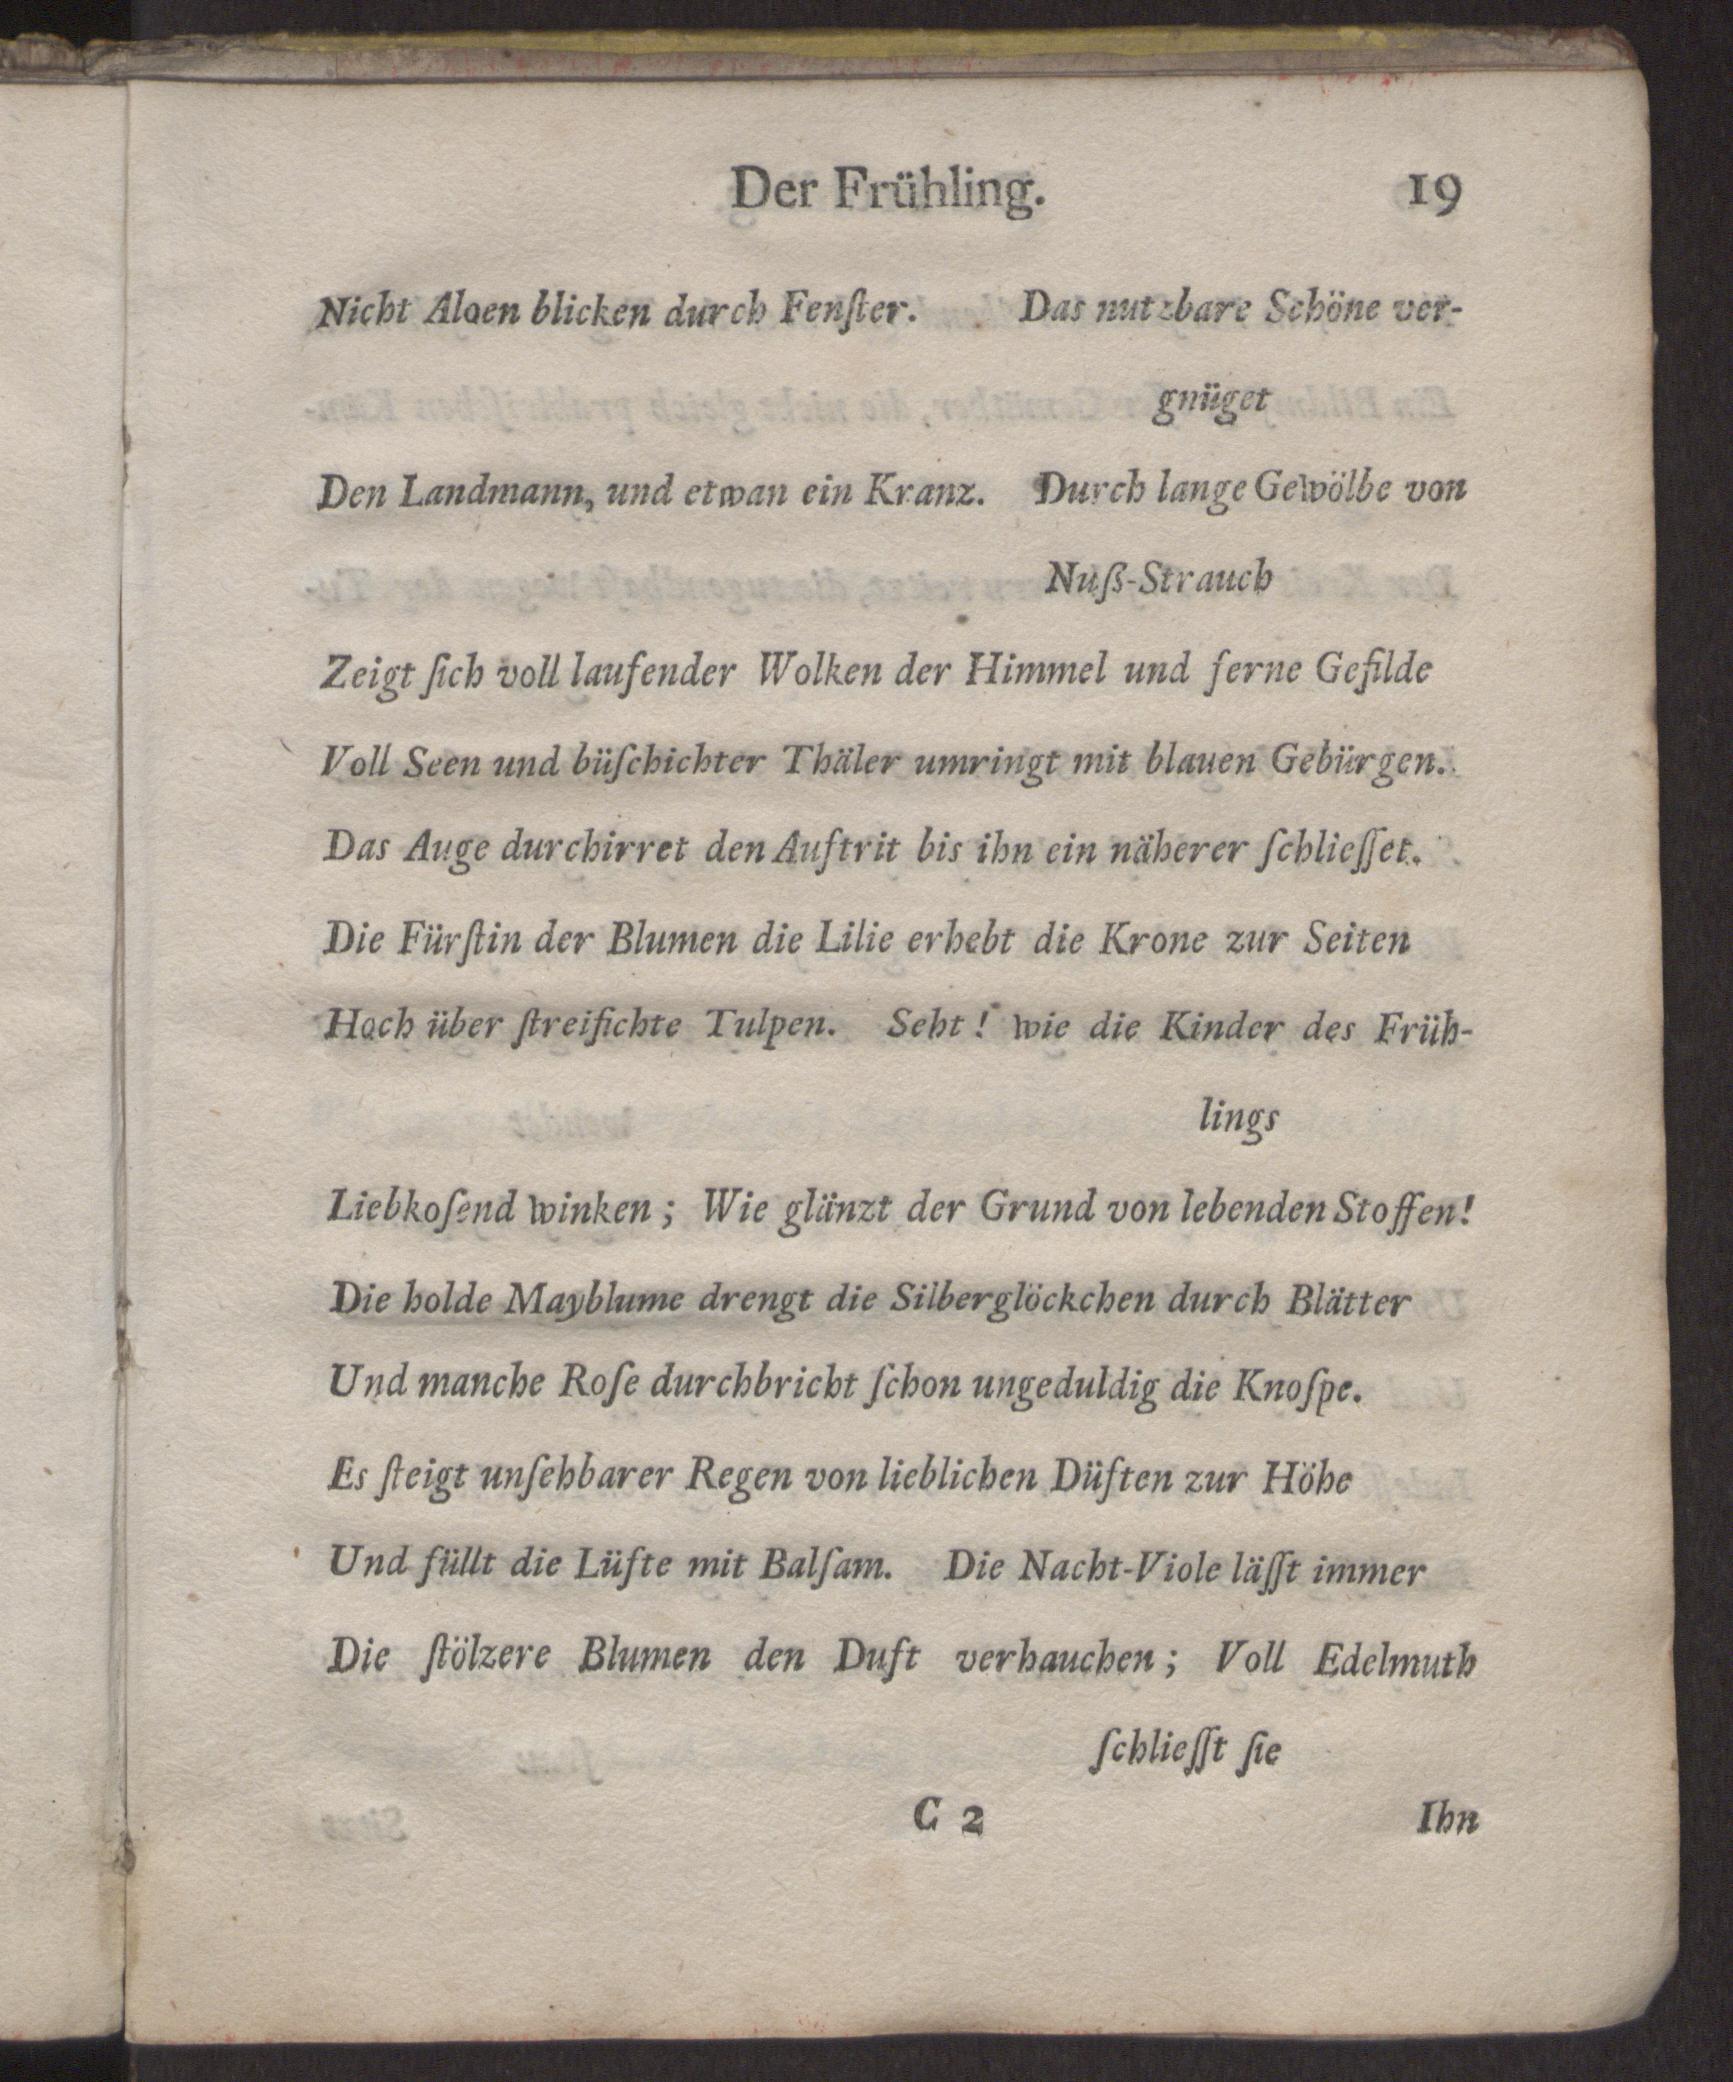 Der Frühling. 19
Nicht Aloen blicken durch Fenſter. Das nutzbare Schöne ver-
gnüget
Den Landmann, und etwan ein Kranz. Durch lange Gewölbe von
Nuß-Strauch
Zeigt ſich voll laufender Wolken der Himmel und ferne Gefilde
Voll Seen und büſchichter Thäler umringt mit blauen Gebürgen.
Das Auge durchirret den Auftrit bis ihn ein näherer ſchlieſſet.
Die Fürſtin der Blumen die Lilie erhebt die Krone zur Seiten
Hoch über ſtreifichte Tulpen. Seht! wie die Kinder des Früh-
lings
Liebkoſend winken; Wie glänzt der Grund von lebenden Stoffen!
Die holde Mayblume drengt die Silberglöckchen durch Blätter
Und manche Roſe durchbricht ſchon ungeduldig die Knoſpe.
Es ſteigt unſehbarer Regen von lieblichen Düften zur Höhe
Und füllt die Lüfte mit Balſam. Die Nacht-Viole läſſt immer
Die ſtölzere Blumen den Duft verhauchen; Voll Edelmuth
ſchlieſſt ſie
C 2 Ihn